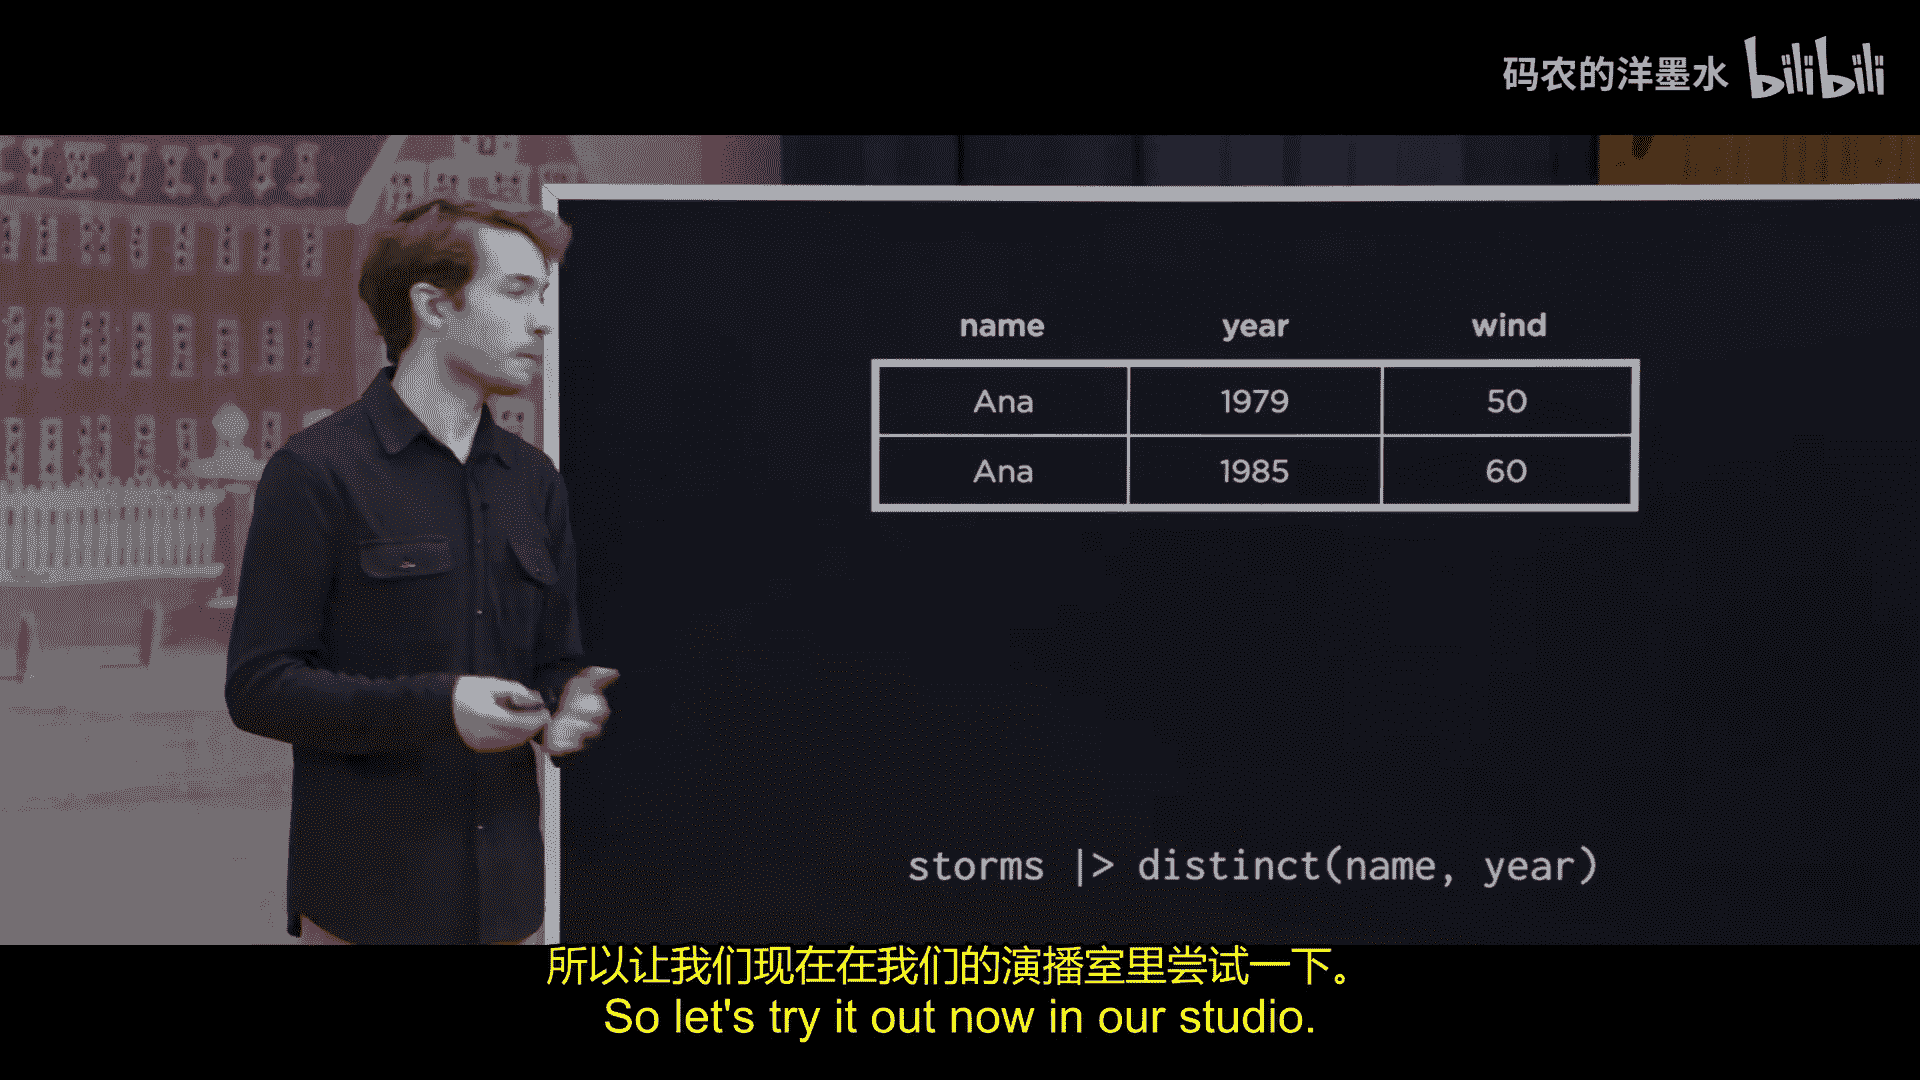 码农的洋墨水 bilibili
name year wind
Ana 1979 50
Ana 1985 60
storms |> distinct(name, year)
所以让我们现在在我们的演播室里尝试一下。
So let's try it out now in our studio.